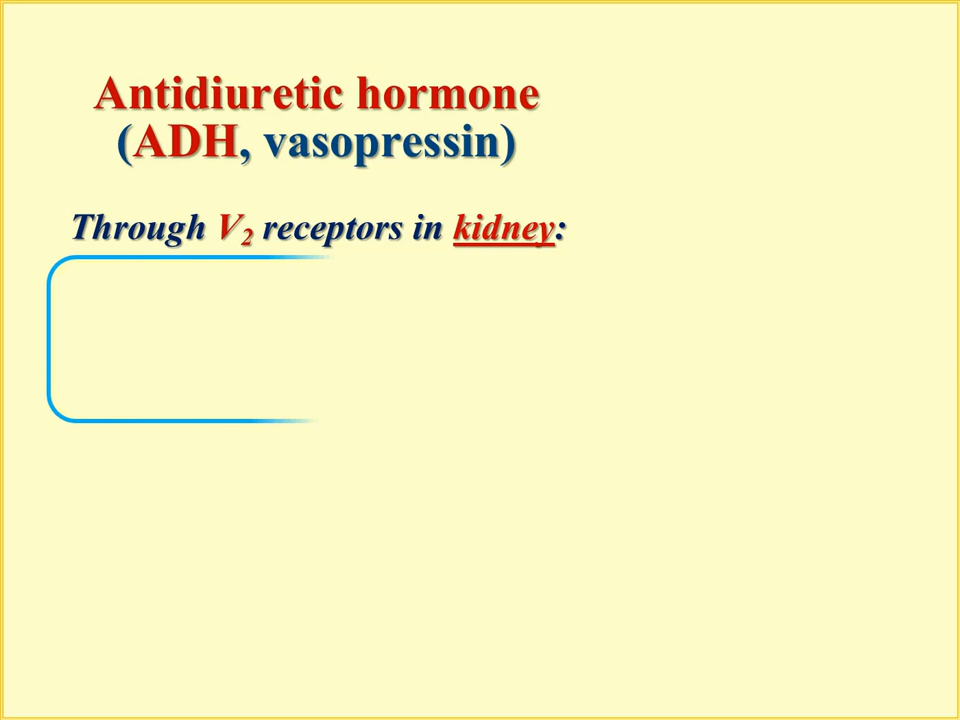 Antidiuretic hormone
(ADH, vasopressin)
Through V₂ receptors in kidney: